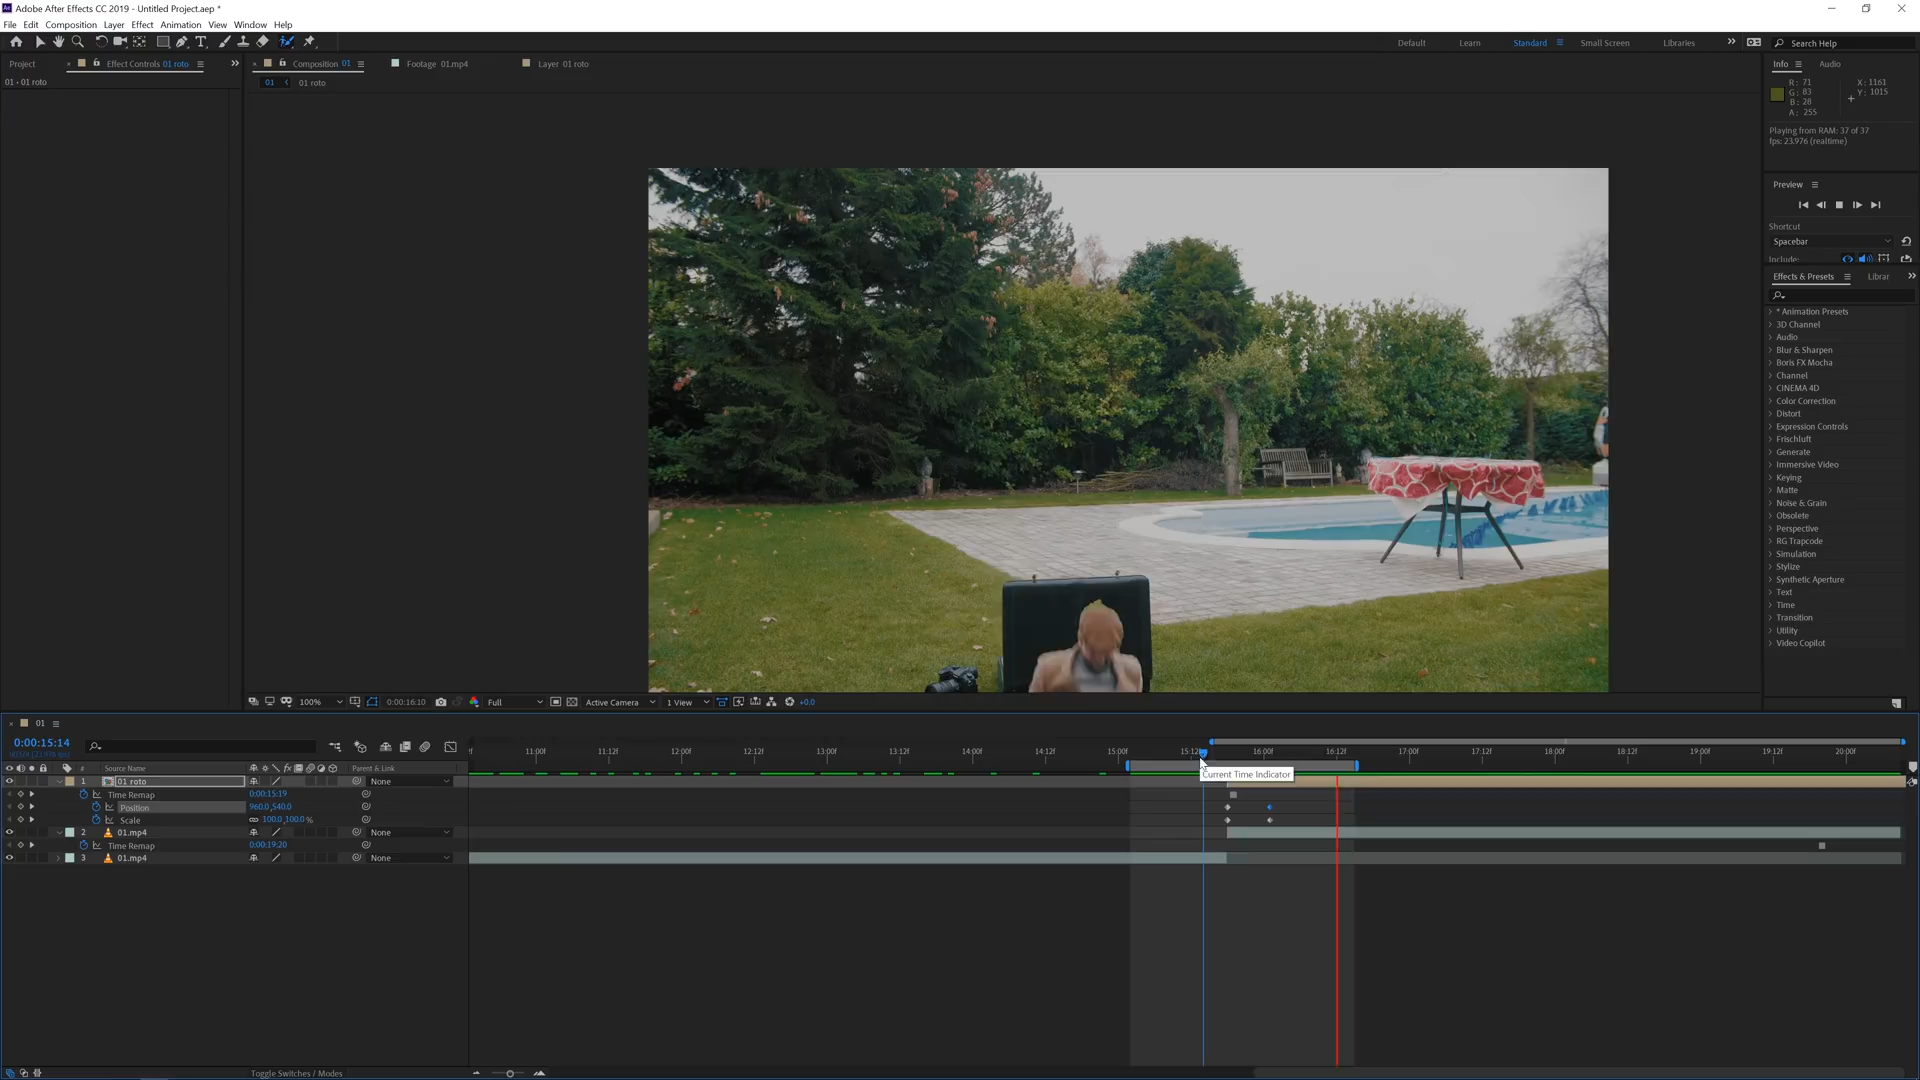 Adobe After Effects CC 2019 - Untitled Project.aep *
File Edit Composition Layer Effect Animation View Window Help
Default Learn Standard Small Screen Libraries Search Help
Project Effect Controls 01 roto
Composition 01 Footage 01.mp4 Layer 01 roto
Info Audio
01 • 01 roto
01 01 roto
R: 71
G: 83
B: 28
A: 255
X: 1161
Y: 1015
Playing from RAM: 37 of 37
fps: 23.976 (realtime)
Preview
Shortcut
Spacebar
Include:
Effects & Presets Librar
* Animation Presets
3D Channel
Audio
Blur & Sharpen
Boris FX Mocha
Channel
CINEMA 4D
Color Correction
Distort
Expression Controls
Frischluft
Generate
Immersive Video
Keying
Matte
Noise & Grain
Obsolete
Perspective
RG Trapcode
Simulation
Stylize
Synthetic Aperture
Text
Time
Transition
Utility
Video Copilot
100% 0:00:16:10 Full Active Camera 1 View +0.0
01
0:00:15:14
11:00f 11:12f 12:00f 12:12f 13:00f 13:12f 14:00f 14:12f 15:00f 15:12f 16:00f 16:12f 17:00f 17:12f 18:00f 18:12f 19:00f 19:12f 20:00f
# Source Name fx Parent & Link
Current Time Indicator
1 01 roto None
Time Remap 0:00:15:19
Position 960.0,540.0
Scale 100.0,100.0 %
2 01.mp4 None
Time Remap 0:00:19:20
3 01.mp4 None
Toggle Switches / Modes